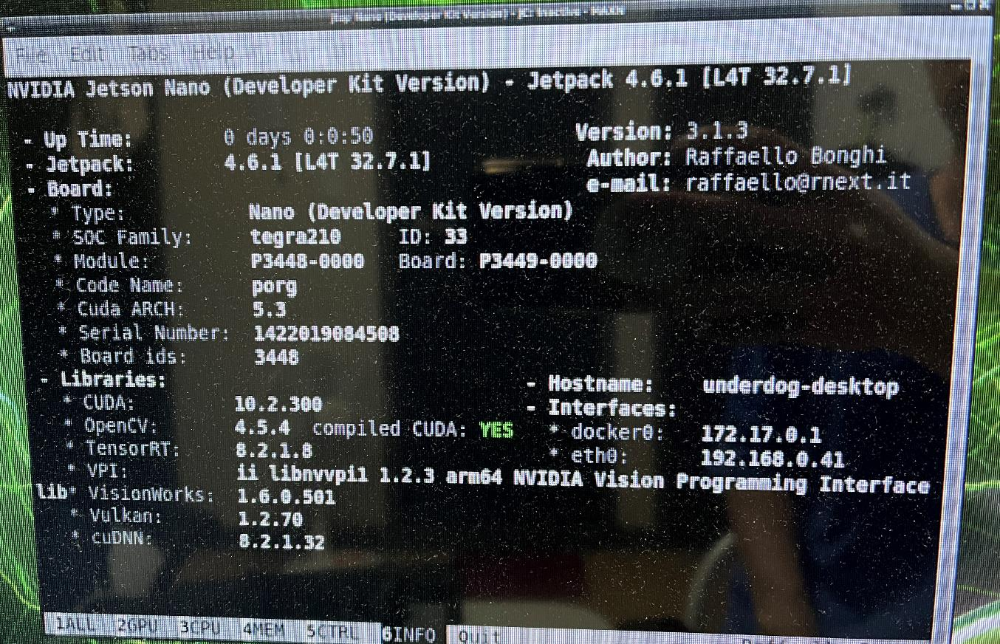 File Edit Tabs Help
NVIDIA Jetson Nano (Developer Kit Version) - Jetpack 4.6.1 [L4T 32.7.1]
- Up Time: 0 days 0:0:50 Version: 3.1.3
- Jetpack: 4.6.1 [L4T 32.7.1] Author: Raffaello Bonghi
- Board: e-mail: raffaello@rnext.it
* Type: Nano (Developer Kit Version)
* SOC Family: tegra210 ID: 33
* Module: P3448-0000 Board: P3449-0000
* Code Name: porg
* Cuda ARCH: 5.3
* Serial Number: 1422019084508
* Board ids: 3448
- Libraries: - Hostname: underdog-desktop
* CUDA: 10.2.300 - Interfaces:
* OpenCV: 4.5.4 compiled CUDA: YES * docker0: 172.17.0.1
* TensorRT: 8.2.1.8 * eth0: 192.168.0.41
* VPI: ii libnvvpi1 1.2.3 arm64 NVIDIA Vision Programming Interface
lib* VisionWorks: 1.6.0.501
* Vulkan: 1.2.70
* cuDNN: 8.2.1.32
1ALL 2GPU 3CPU 4MEM 5CTRL 6INFO Quit